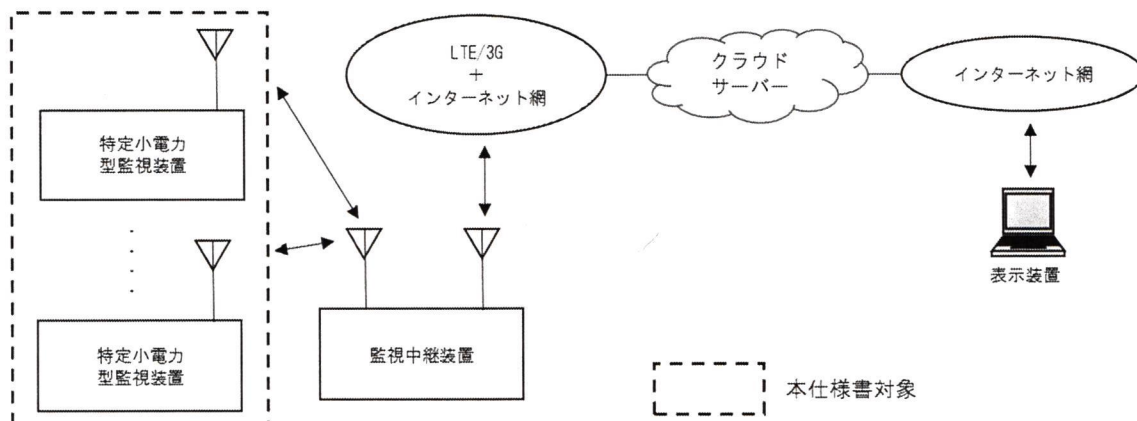 LTE/3G
+
インターネット網
クラウド
サーバー
インターネット網
特定小電力
型監視装置
特定小電力
型監視装置
監視中継装置
表示装置
本仕様書対象